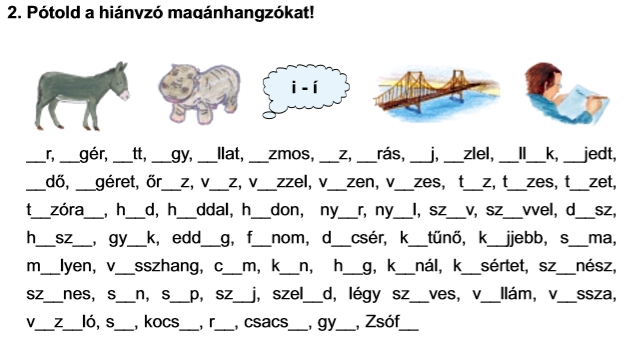 2. Pótold a hiányzó magánhangzókat!
i - í
__r, __gér, __tt, __gy, __llat, __zmos, __z, __rás, __j, __zlel, __ll__k, __jedt,
__dő, __géret, őr__z, v__z, v__zzel, v__zen, v__zes, t__z, t__zes, t__zet,
t__zóra__, h__d, h__ddal, h__don, ny__r, ny__l, sz__v, sz__vvel, d__sz,
h__sz__, gy__k, edd__g, f__nom, d__csér, k__tűnő, k__jjebb, s__ma,
m__lyen, v__sszhang, c__m, k__n, h__g, k__nál, k__sértet, sz__nész,
sz__nes, s__n, s__p, sz__j, szel__d, légy sz__ves, v__llám, v__ssza,
v__z__ló, s__, kocs__, r__, csacs__, gy__, Zsóf__